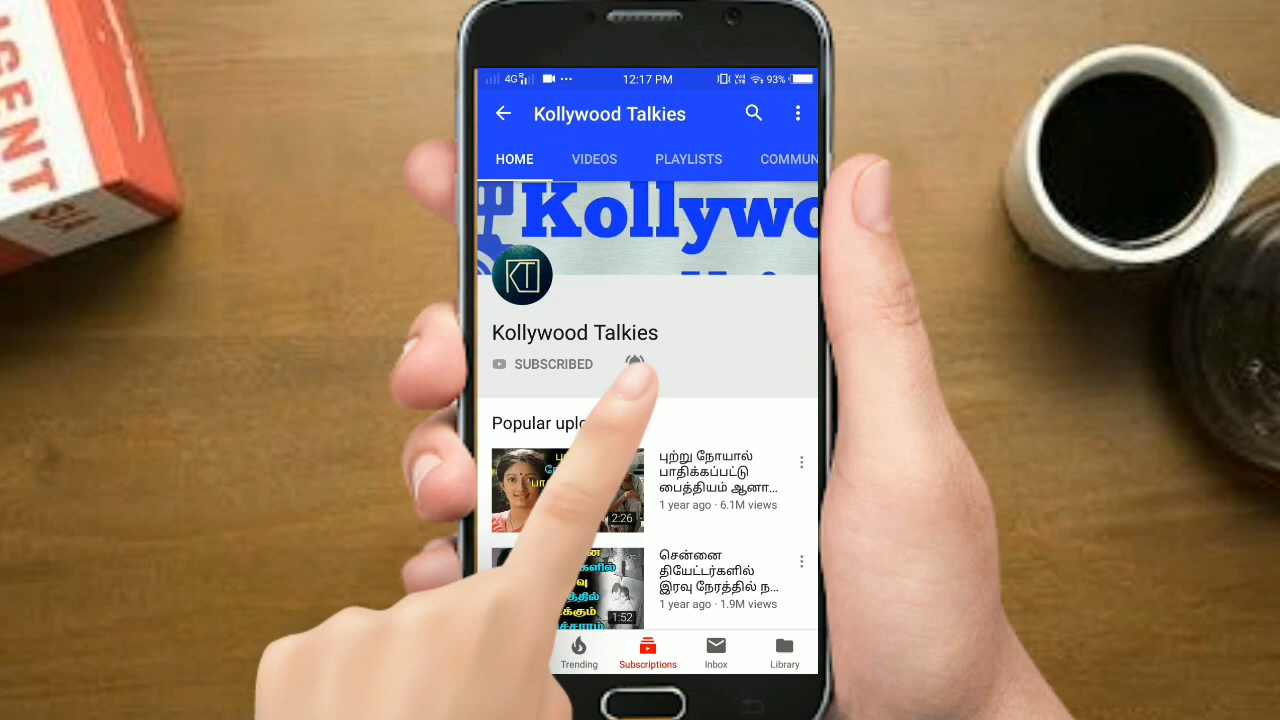 4G
12:17 PM
93%
Kollywood Talkies
HOME VIDEOS PLAYLISTS COMMUN
Kollywo
KT
Kollywood Talkies
SUBSCRIBED
Popular uplo
புற்று நோயால்
பாதிக்கப்பட்டு
பைத்தியம் ஆனா...
1 year ago · 6.1M views
2:26
சென்னை
தியேட்டர்களில்
இரவு நேரத்தில் ந...
1 year ago · 1.9M views
1:52
Trending Subscriptions Inbox Library